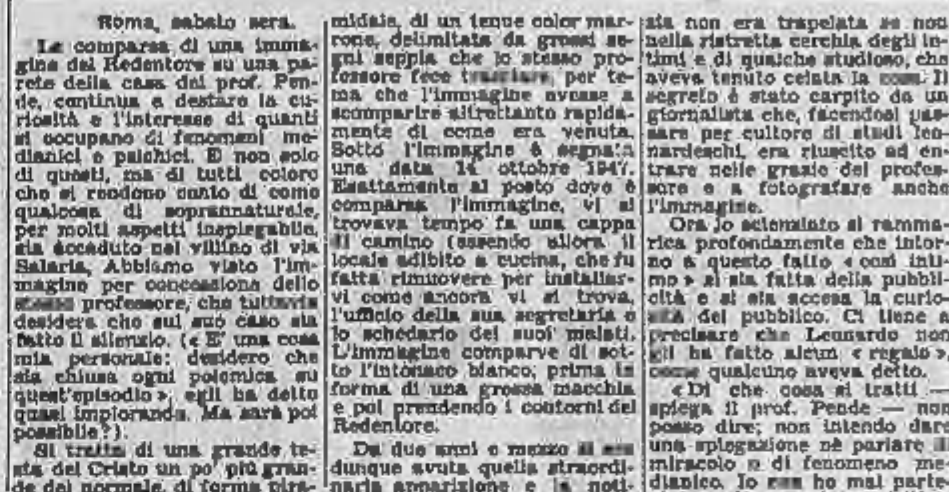 Roma, sabato sera.
La comparsa di una imma-
gine del Redentore su una pa-
rete della casa del prof. Pen-
de, continua a destare la cu-
riosità e l'interesse di quanti
si occupano di fenomeni me-
dianici e psichici. E non solo
di questi, ma di tutti coloro
che si rendono conto di come
qualcosa di soprannaturale,
per molti aspetti inspiegabile,
sia accaduto nel villino di via
Salaria. Abbiamo visto l'im-
magine per concessione dello
stesso professore, che tuttavia
desidera che sul suo caso sia
fatto il silenzio. (« E' una cosa
mia personale: desidero che
sia chiusa ogni polemica su
quest'episodio », egli ha detto
quasi implorando. Ma sarà poi
possibile?).
Si tratta di una grande te-
sta del Cristo un po' più gran-
de del normale, di forma pira-
midale, di un tenue color mar-
rone, delimitata da grossi se-
gni seppia che lo stesso pro-
fessore fece tracciare, per te-
ma che l'immagine avesse a
scomparire altrettanto rapida-
mente di come era venuta.
Sotto l'immagine è segnata
una data 14 ottobre 1947.
Esattamente al posto dove è
comparsa l'immagine, vi si
trovava tempo fa una cappa
di camino (essendo allora il
locale adibito a cucina, che fu
fatta rimuovere per installar-
vi come ancora vi si trova,
l'ufficio della sua segretaria e
lo schedario dei suoi malati.
L'immagine comparve di sot-
to l'intonaco bianco; prima in
forma di una grossa macchia
e poi prendendo i contorni del
Redentore.
Da due anni e mezzo si era
dunque avuta quella straordi-
naria apparizione e la noti-
zia non era trapelata se non
nella ristretta cerchia degli in-
timi e di qualche studioso, che
aveva tenuto celata la cosa. Il
segreto è stato carpito da un
giornalista che, facendosi pas-
sare per cultore di studi leo-
nardeschi, era riuscito ad en-
trare nelle grazie del profes-
sore e a fotografare anche
l'immagine.
Ora lo scienziato si ramma-
rica profondamente che intor-
no a questo fatto « così inti-
mo » si sia fatta della pubbli-
cità e si sia accesa la curio-
sità del pubblico. Ci tiene a
precisare che Leonardo non
gli ha fatto alcun « regalo »,
come qualcuno aveva detto.
« Di che cosa si tratti —
spiega il prof. Pende — non
posso dire; non intendo dare
una spiegazione nè parlare di
miracolo o di fenomeno me-
dianico. Io non ho mai parte